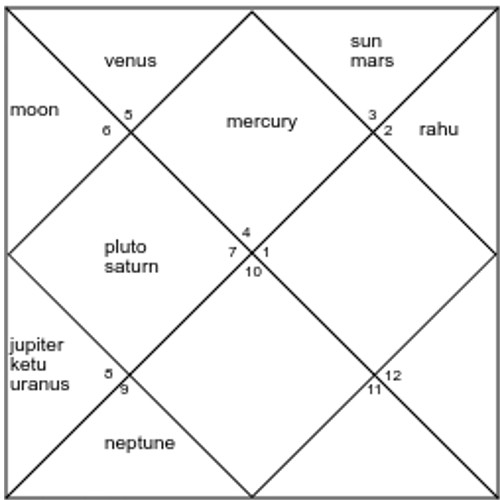 sun
venus
mars
moon
5
3
mercury
6
2
rahu
4
pluto
7
1
saturn
10
jupiter
ketu
5
12
uranus
9
11
neptune